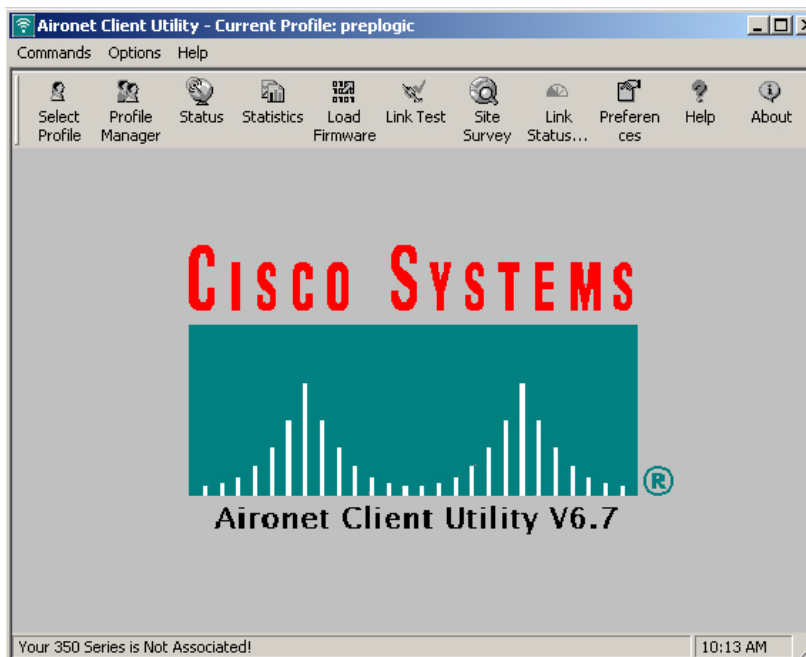 Aironet Client Utility - Current Profile: preplogic
Commands Options Help
Select Profile
Profile Manager
Status
Statistics
Load Firmware
Link Test
Site Survey
Link Status...
Preferen ces
Help
About
CISCO SYSTEMS
®
Aironet Client Utility V6.7
Your 350 Series is Not Associated!
10:13 AM